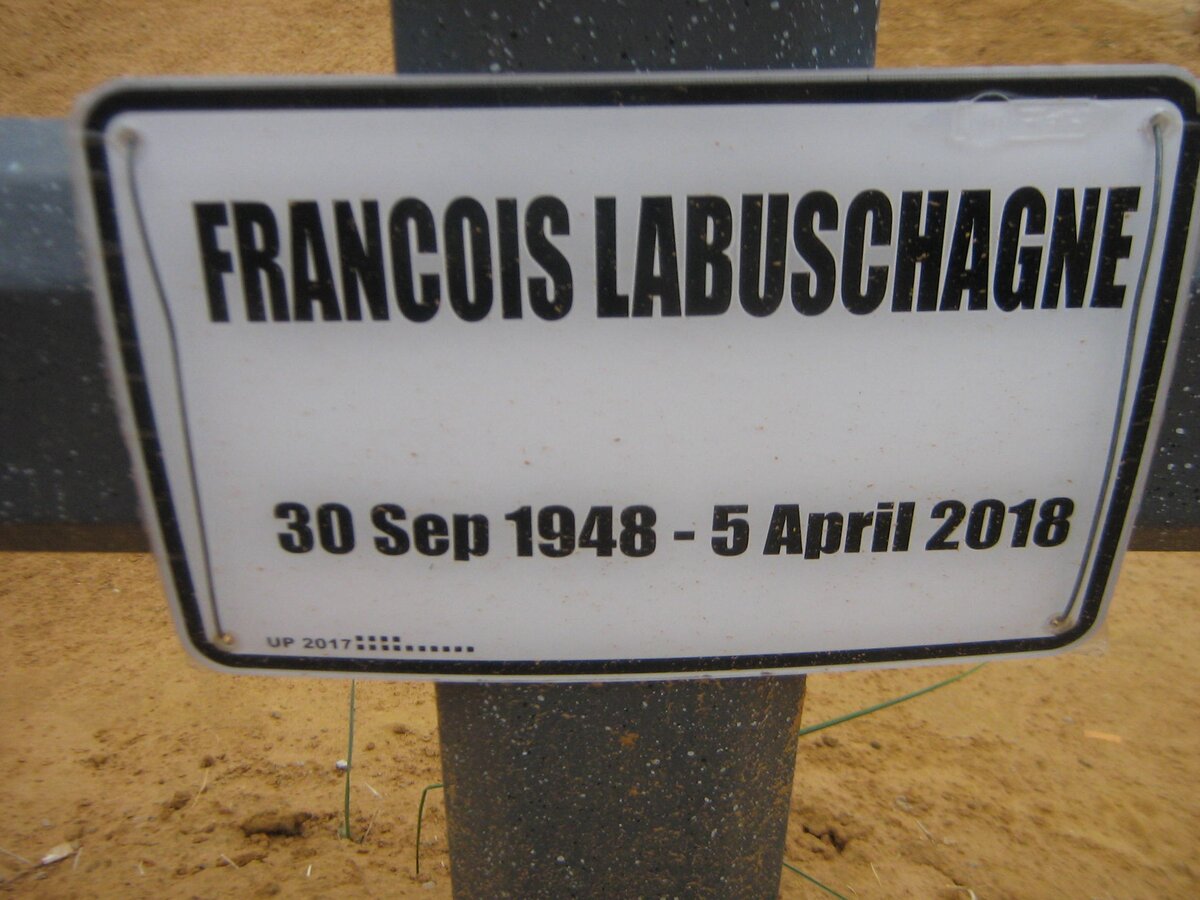 FRANCOIS LABUSCHAGNE
30 Sep 1948 - 5 April 2018
UP 2017